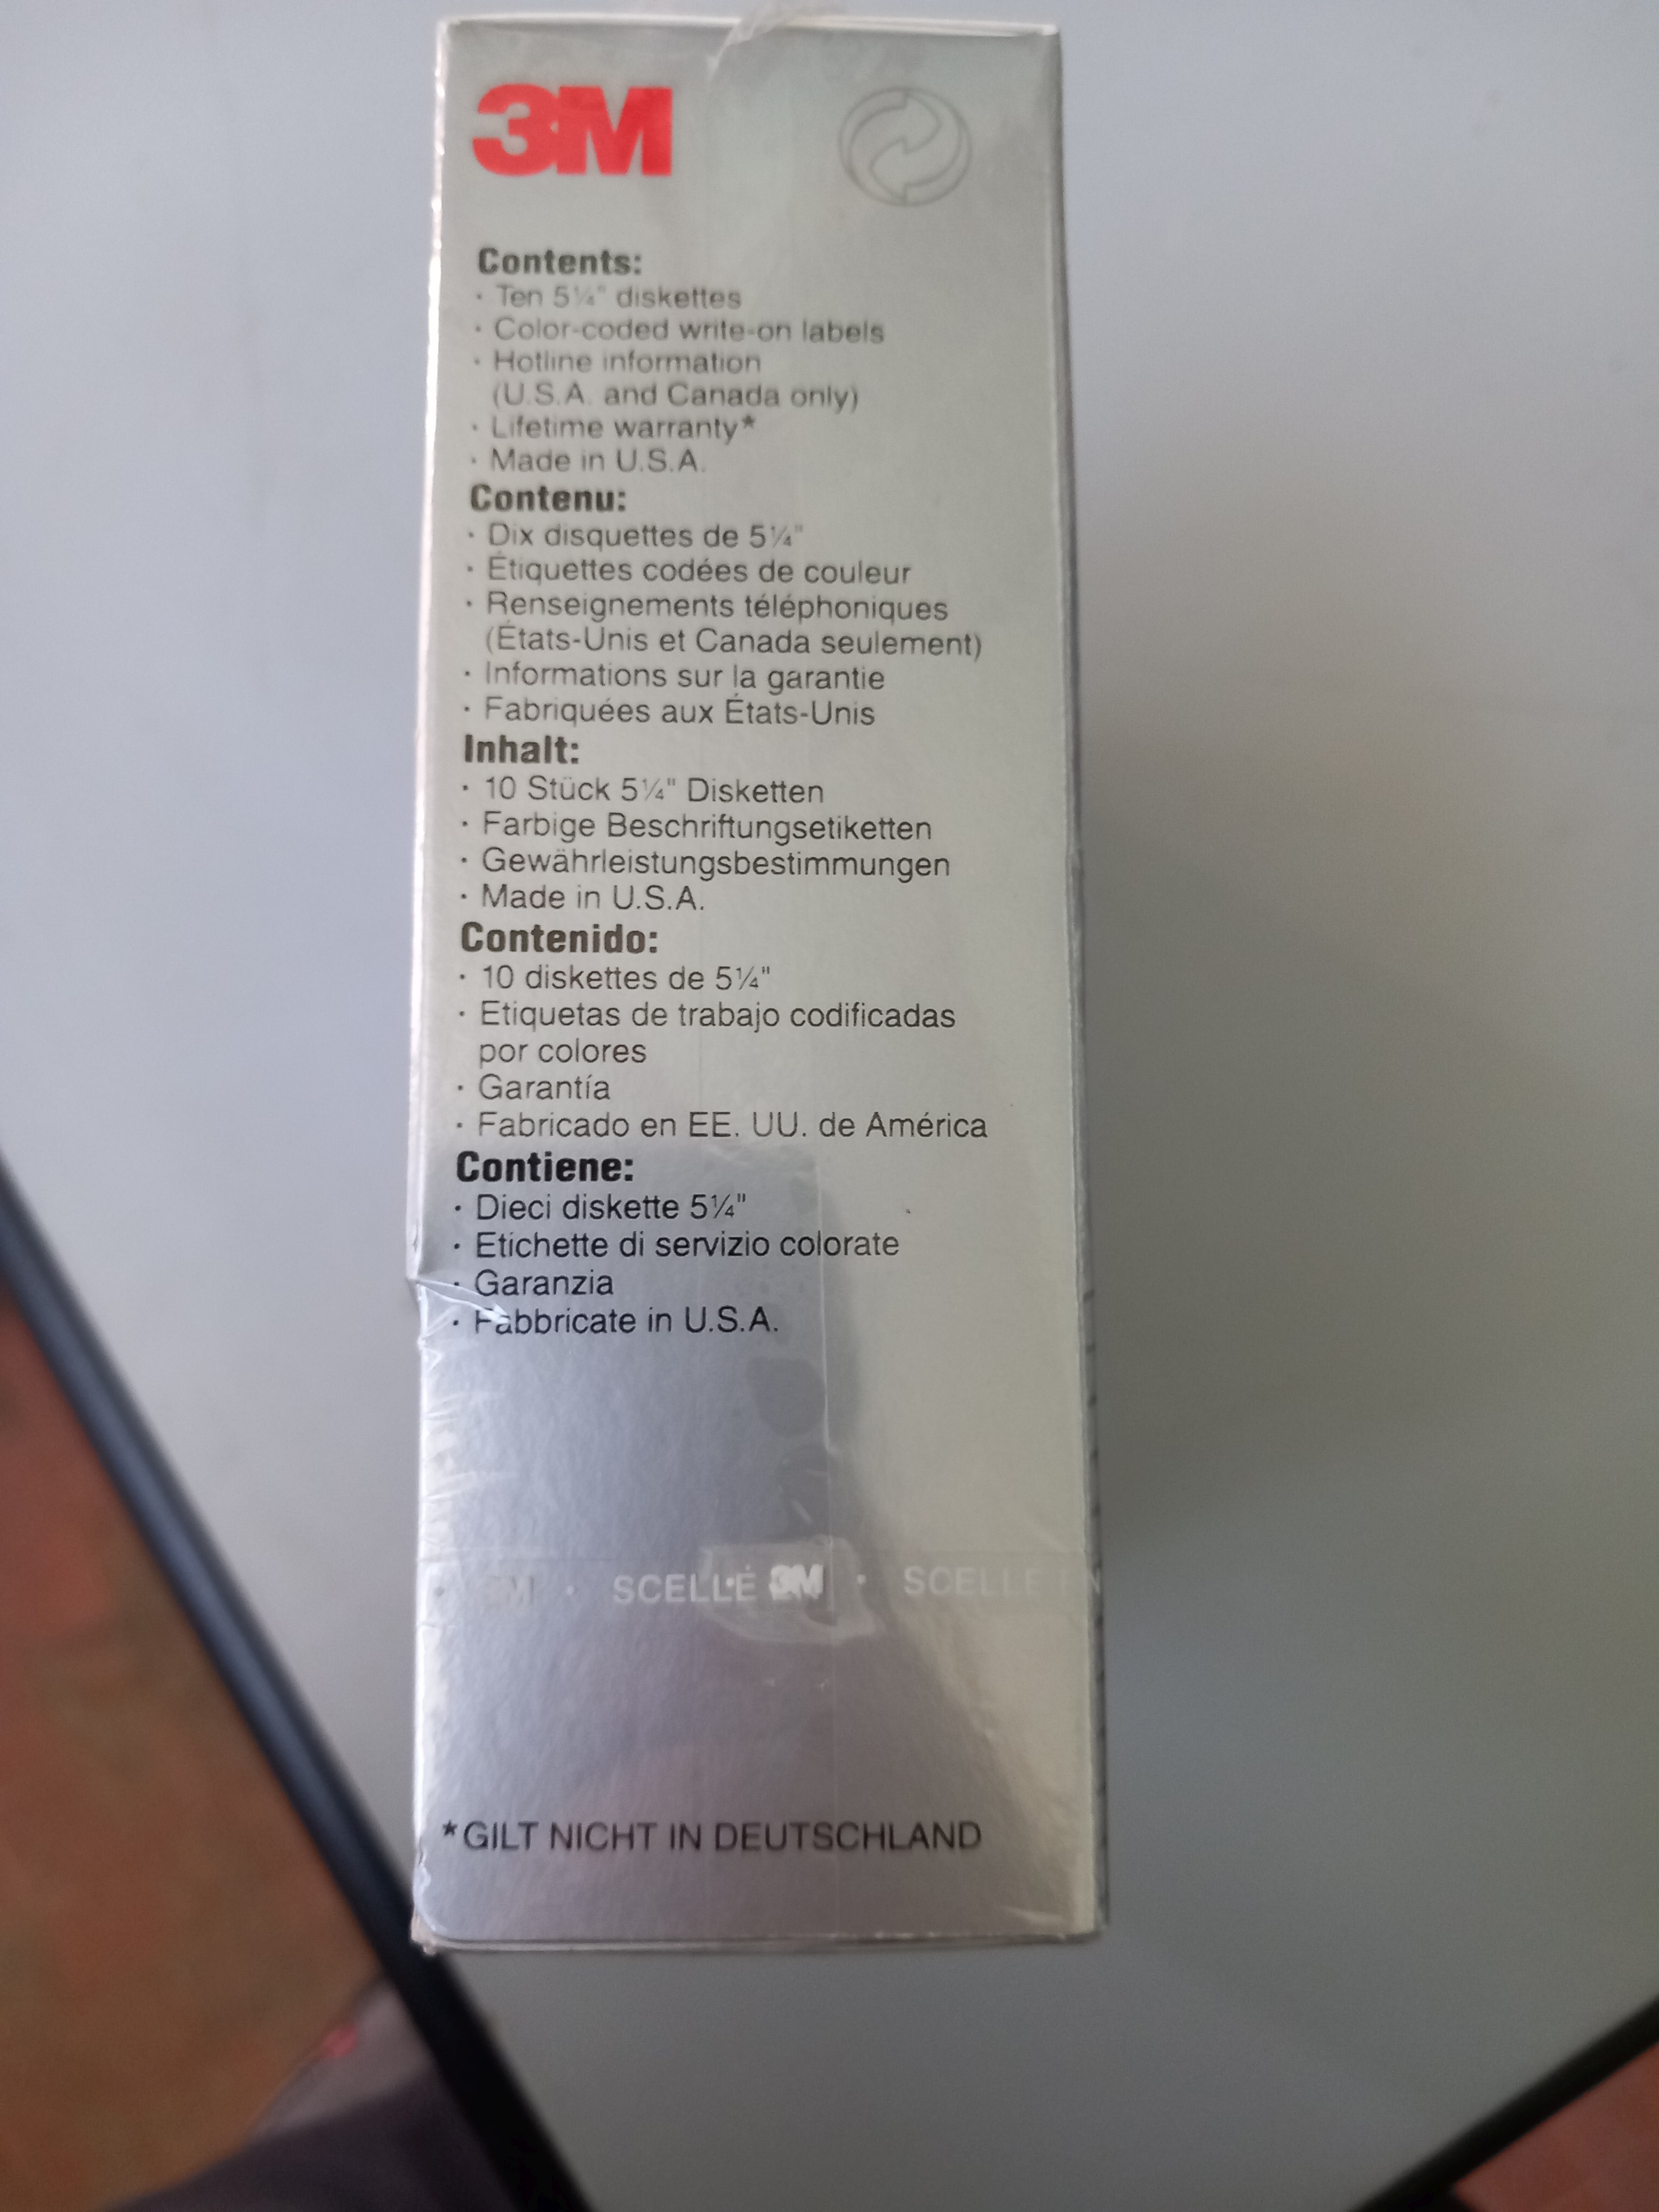 3M
Contents:
· Ten 5¼" diskettes
· Color-coded write-on labels
· Hotline information
(U.S.A. and Canada only)
· Lifetime warranty*
· Made in U.S.A.
Contenu:
· Dix disquettes de 5¼"
· Étiquettes codées de couleur
· Renseignements téléphoniques
(États-Unis et Canada seulement)
· Informations sur la garantie
· Fabriquées aux États-Unis
Inhalt:
· 10 Stück 5¼" Disketten
· Farbige Beschriftungsetiketten
· Gewährleistungsbestimmungen
· Made in U.S.A.
Contenido:
· 10 diskettes de 5¼"
· Etiquetas de trabajo codificadas
por colores
· Garantía
· Fabricado en EE. UU. de América
Contiene:
· Dieci diskette 5¼"
· Etichette di servizio colorate
· Garanzia
· Fabbricate in U.S.A.
· 3M · SCELLÉ 3M · SCELLÉ
*GILT NICHT IN DEUTSCHLAND